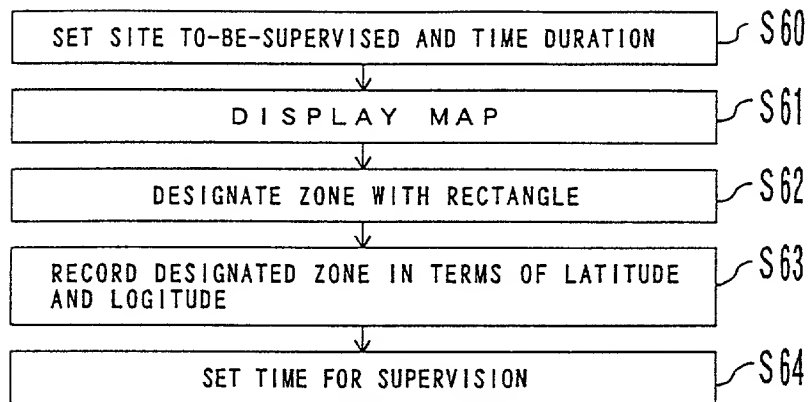 SET SITE TO-BE-SUPERVISED AND TIME DURATION S60
DISPLAY MAP S61
DESIGNATE ZONE WITH RECTANGLE S62
RECORD DESIGNATED ZONE IN TERMS OF LATITUDE S63
AND LOGITUDE
SET TIME FOR SUPERVISION S64